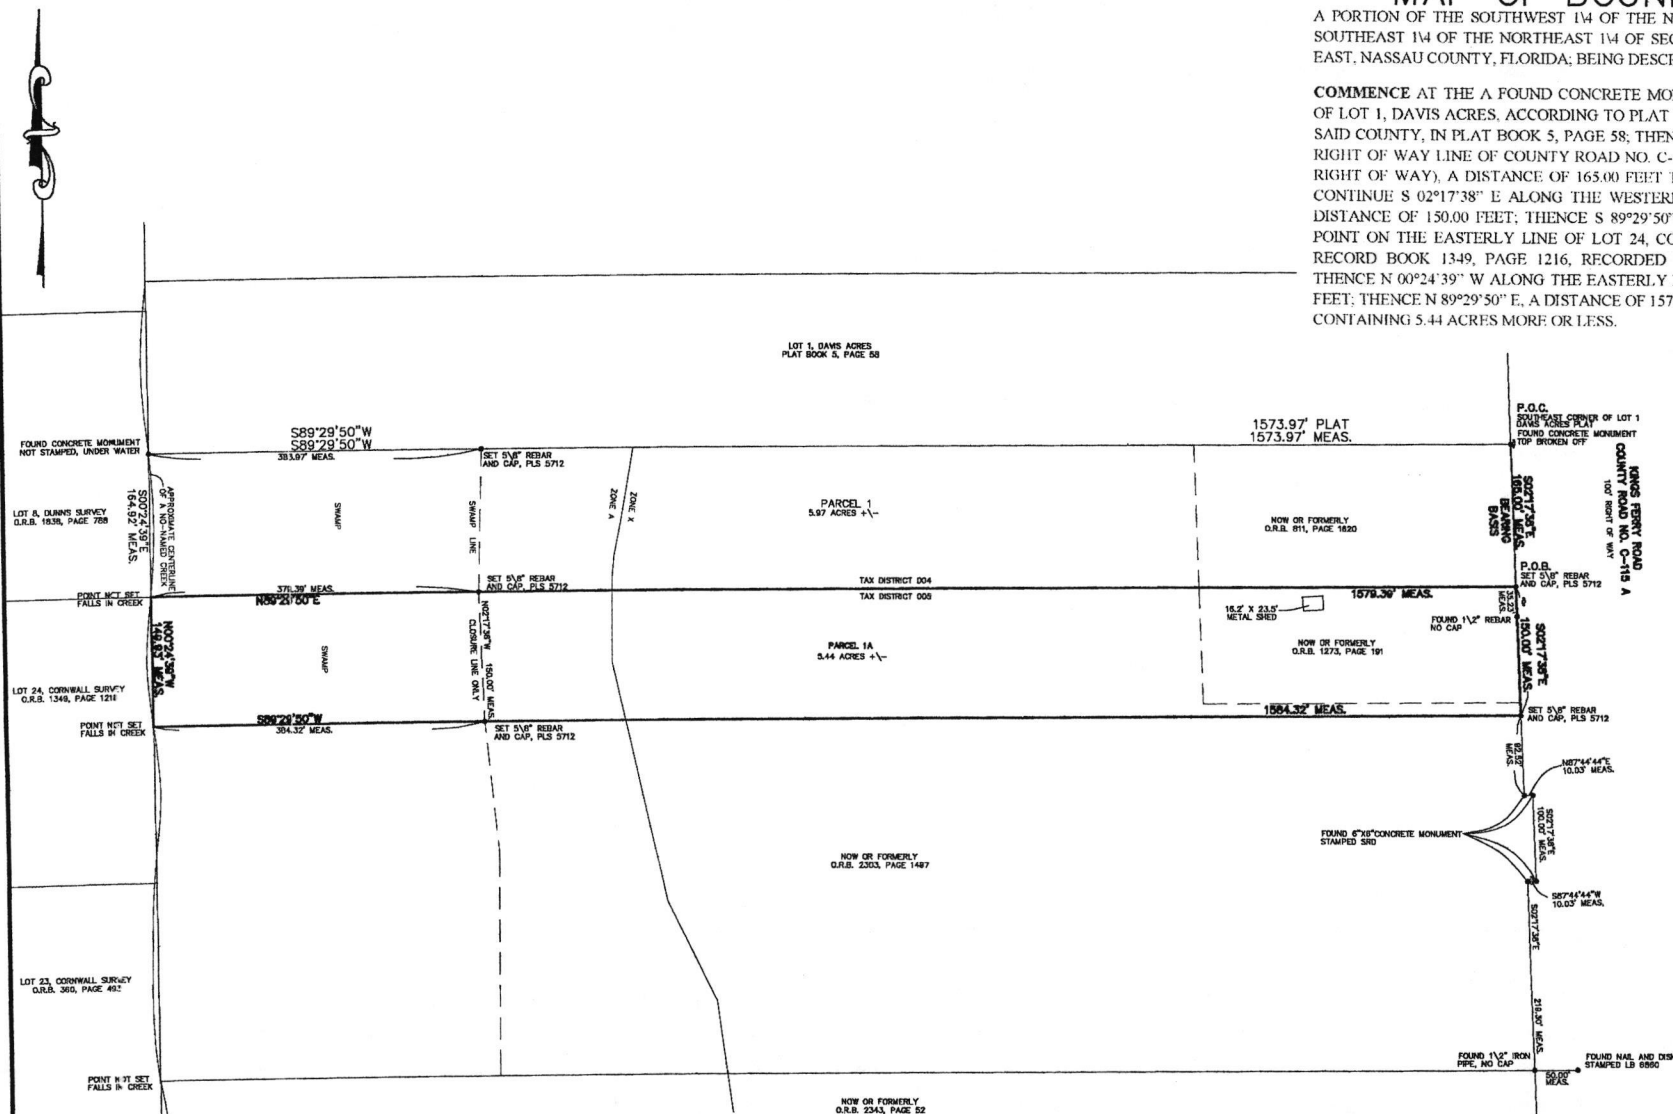 MAP OF
A PORTION OF THE SOUTHWEST 1\4 OF THE
SOUTHEAST 1\4 OF THE NORTHEAST 1\4 OF
EAST, NASSAU COUNTY, FLORIDA; BEING
COMMENCE AT THE A FOUND CONCRETE
OF LOT 1, DAVIS ACRES, ACCORDING TO PLAT
SAID COUNTY, IN PLAT BOOK 5, PAGE 58;
RIGHT OF WAY LINE OF COUNTY ROAD NO. C-
RIGHT OF WAY), A DISTANCE OF 165.00 FEET
CONTINUE S 02°17'38" E ALONG THE
DISTANCE OF 150.00 FEET; THENCE S 89°29'50"
POINT ON THE EASTERLY LINE OF LOT 24,
RECORD BOOK 1349, PAGE 1216, RECORDED
THENCE N 00°24'39" W ALONG THE EASTERLY
FEET; THENCE N 89°29'50" E, A DISTANCE OF 157
CONTAINING 5.44 ACRES MORE OR LESS.
LOT 1, DAVIS ACRES
PLAT BOOK 5, PAGE 58
FOUND CONCRETE MONUMENT
NOT STAMPED, UNDER WATER
S89°29'50"W
S89°29'50"W
383.97' MEAS.
SET 5\8" REBAR
AND CAP, PLS 5712
1573.97' PLAT
1573.97' MEAS.
P.O.C.
SOUTHEAST CORNER OF LOT 1
DAVIS ACRES PLAT
FOUND CONCRETE MONUMENT
TOP BROKEN OFF
KINGS FERRY ROAD
COUNTY ROAD NO. C-115 A
100' RIGHT OF WAY
LOT 8, DUNNS SURVEY
O.R.B. 1838, PAGE 788
S00°24'39"E
164.92' MEAS.
APPROXIMATE CENTERLINE
OF A NO-NAMED CREEK
SWAMP
SWAMP LINE
ZONE A
ZONE X
PARCEL 1
5.97 ACRES +\-
NOW OR FORMERLY
O.R.B. 811, PAGE 1620
S02°17'38"E
165.00' MEAS.
BEARING
BASIS
P.O.B.
SET 5\8" REBAR
AND CAP, PLS 5712
POINT NOT SET
FALLS IN CREEK
378.39' MEAS.
N89°29'50"E
SET 5\8" REBAR
AND CAP, PLS 5712
TAX DISTRICT 004
TAX DISTRICT 005
1579.39' MEAS.
35.23'
MEAS.
16.2' X 23.5'
METAL SHED
FOUND 1\2" REBAR
NO CAP
N00°24'39"W
149.93' MEAS.
SWAMP
N02°17'38"W 150.00' MEAS.
CLOSURE LINE ONLY
PARCEL 1A
5.44 ACRES +\-
NOW OR FORMERLY
O.R.B. 1273, PAGE 191
S02°17'38"E
150.00' MEAS.
LOT 24, CORNWALL SURVEY
O.R.B. 1349, PAGE 1216
POINT NOT SET
FALLS IN CREEK
S89°29'50"W
384.32' MEAS.
SET 5\8" REBAR
AND CAP, PLS 5712
1584.32' MEAS.
SET 5\8" REBAR
AND CAP, PLS 5712
MEAS.
N87°44'44"E
10.03' MEAS.
FOUND 6"X6"CONCRETE MONUMENT
STAMPED SRD
S02°17'38"E
100.00' MEAS.
S87°44'44"W
10.03' MEAS.
NOW OR FORMERLY
O.R.B. 2303, PAGE 1487
S02°17'38"E
219.30' MEAS.
LOT 23, CORNWALL SURVEY
O.R.B. 360, PAGE
POINT NOT SET
FALLS IN CREEK
FOUND 1\2" IRON
PIPE, NO CAP
50.00'
MEAS.
FOUND NAIL AND DISK
STAMPED LB 6860
NOW OR FORMERLY
O.R.B. 2343, PAGE 52